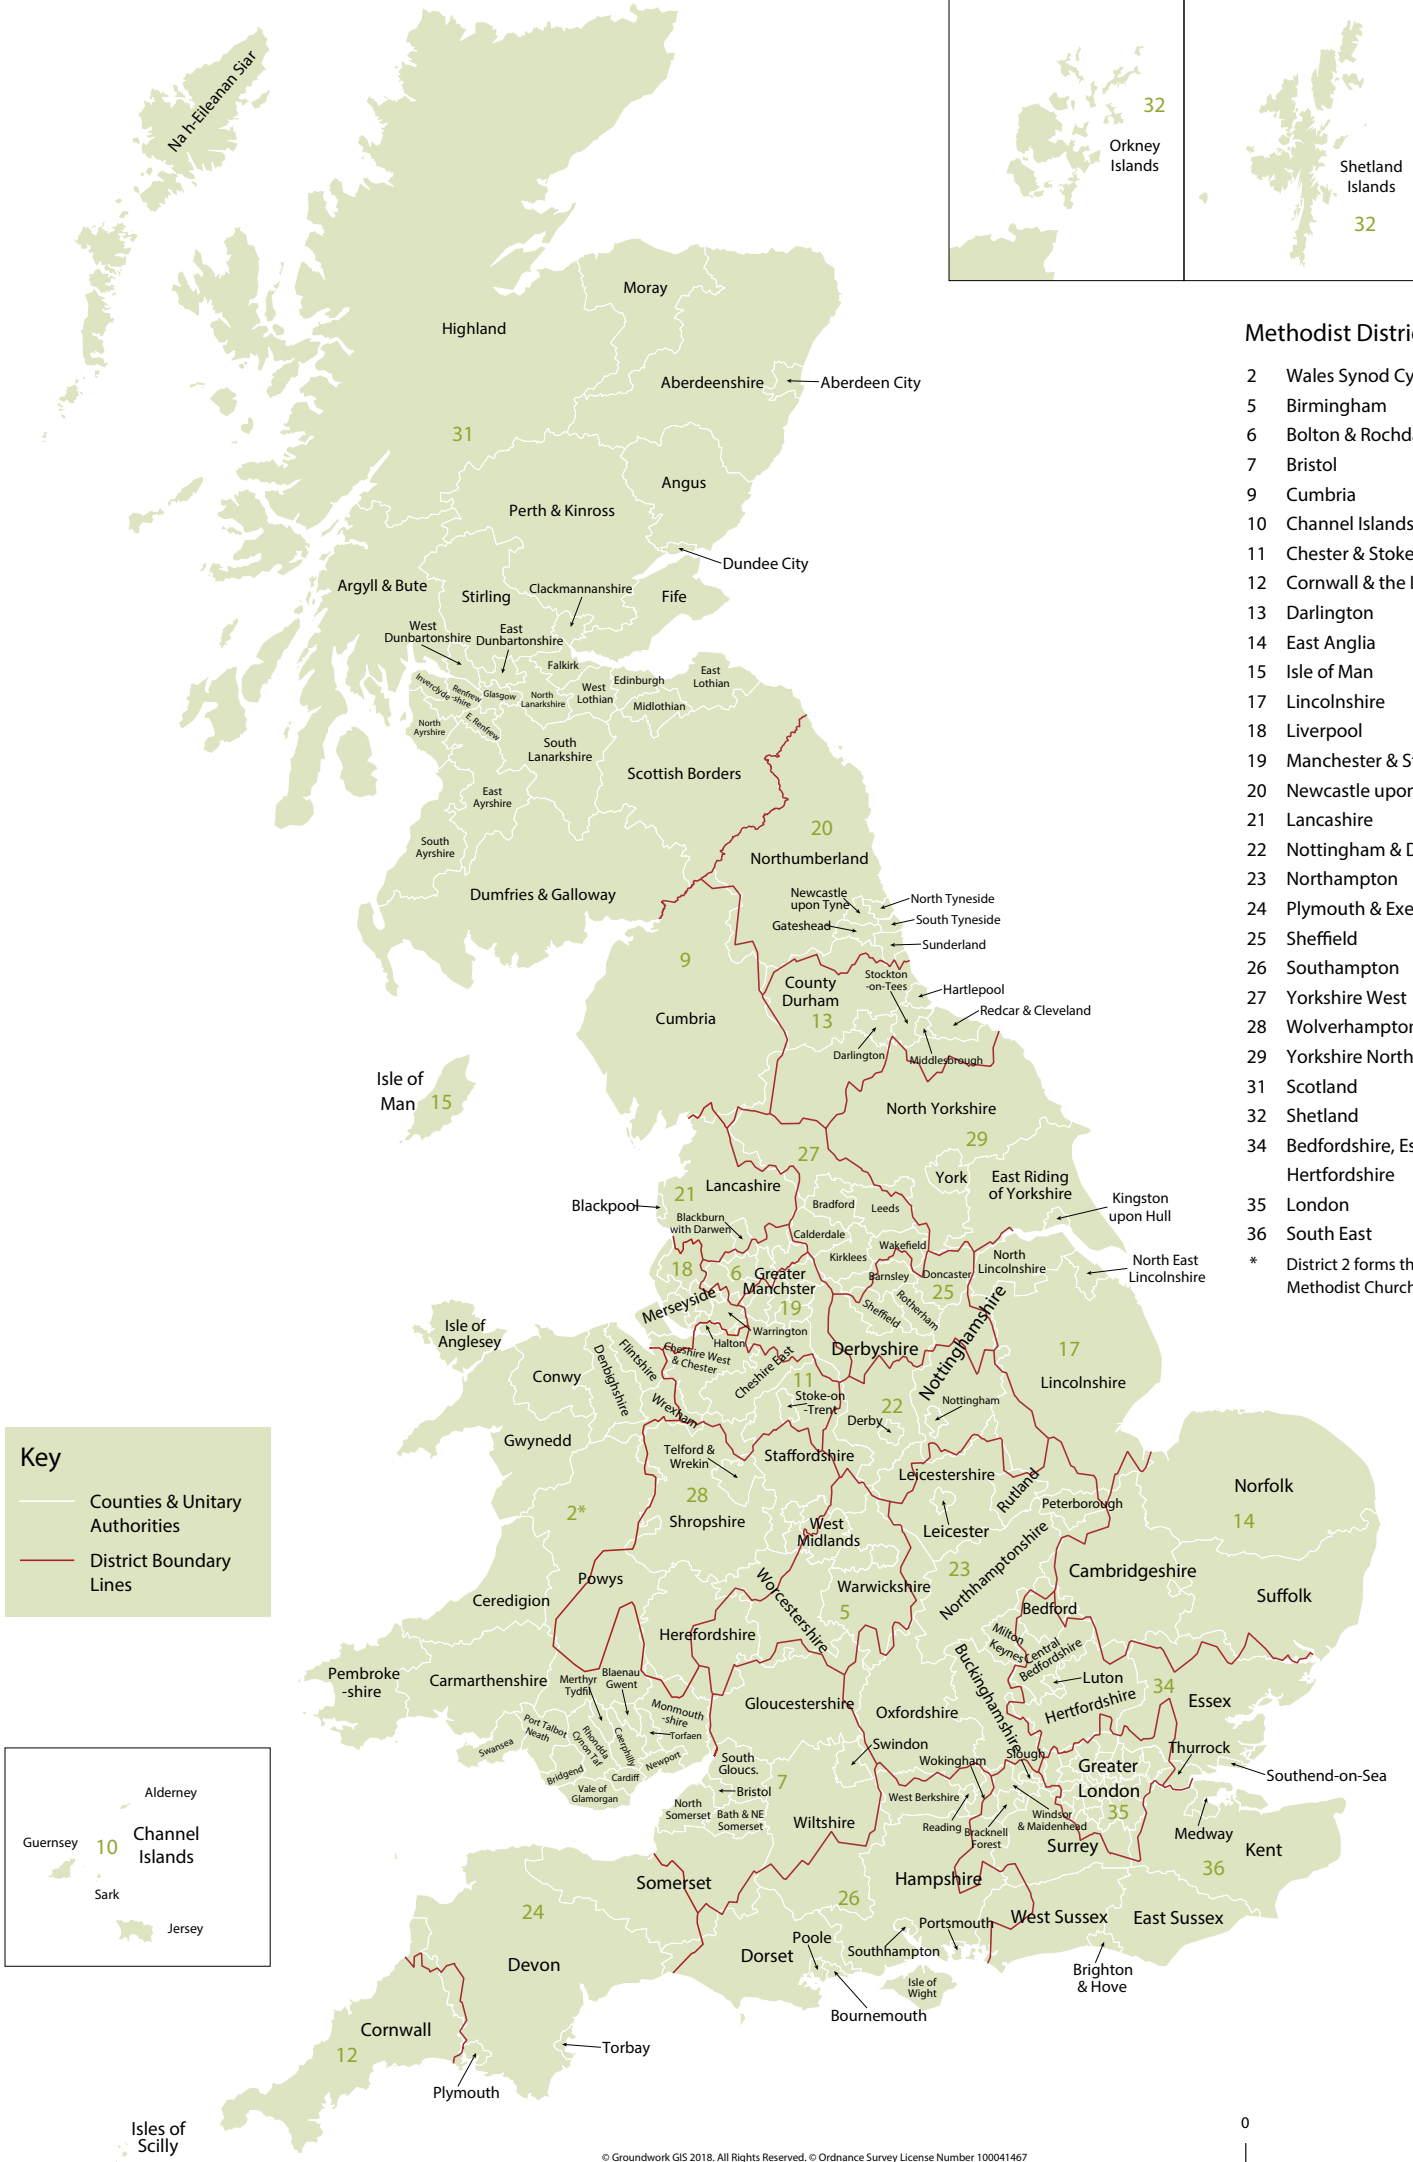 Na h-Eileanan Siar
32
Orkney
Islands
Shetland
Islands
32
Moray
Highland
Aberdeenshire
Aberdeen City
31
Angus
Perth & Kinross
Dundee City
Argyll & Bute
Stirling
Clackmannanshire
Fife
West
Dunbartonshire
East
Dunbartonshire
Falkirk
Inverclyde
Renfrew
-shire
Glasgow
North
Lanarkshire
West
Lothian
Edinburgh
East
Lothian
Midlothian
North
Ayrshire
E. Renfrew
South
Lanarkshire
Scottish Borders
East
Ayrshire
South
Ayrshire
Dumfries & Galloway
20
Northumberland
Newcastle
upon Tyne
North Tyneside
Gateshead
South Tyneside
Sunderland
9
Cumbria
County
Durham
13
Stockton
-on-Tees
Hartlepool
Redcar & Cleveland
Darlington
Middlesbrough
Isle of
Man
15
North Yorkshire
29
27
York
East Riding
of Yorkshire
Kingston
upon Hull
Lancashire
21
Blackpool
Blackburn
with Darwen
Bradford
Leeds
Calderdale
Wakefield
Kirklees
North
Lincolnshire
North East
Lincolnshire
18
6
Greater
Manchster
19
Barnsley
Doncaster
25
Sheffield
Rotherham
Merseyside
Warrington
Halton
Isle of
Anglesey
Cheshire West
& Chester
Cheshire East
11
Stoke-on
-Trent
Derbyshire
Nottinghamshire
17
Lincolnshire
Conwy
Denbighshire
Flintshire
Wrexham
22
Derby
Nottingham
Gwynedd
Telford &
Wrekin
Staffordshire
Leicestershire
Rutland
Peterborough
Norfolk
14
2*
28
Shropshire
West
Midlands
Leicester
23
Northhamptonshire
Cambridgeshire
Suffolk
Powys
Ceredigion
Worcestershire
Warwickshire
5
Bedford
Herefordshire
Milton
Keynes
Central
Bedfordshire
Luton
Buckinghamshire
Hertfordshire
34
Essex
Pembroke
-shire
Carmarthenshire
Merthyr
Tydfil
Blaenau
Gwent
Monmouth
-shire
Torfaen
Gloucestershire
Oxfordshire
Swansea
Port Talbot
Neath
Rhondda
Cynon Taf
Caerphilly
Bridgend
Vale of
Glamorgan
Cardiff
Newport
South
Gloucs.
7
Bristol
North
Somerset
Bath & NE
Somerset
Swindon
Wokingham
Slough
West Berkshire
Reading
Bracknell
Forest
Windsor
& Maidenhead
Greater
London
35
Thurrock
Southend-on-Sea
Medway
Wiltshire
Surrey
Kent
36
Somerset
Hampshire
24
26
West Sussex
East Sussex
Portsmouth
Southhampton
Poole
Dorset
Devon
Isle of
Wight
Brighton
& Hove
Bournemouth
Cornwall
12
Torbay
Plymouth
Isles of
Scilly
Key
Counties & Unitary
Authorities
District Boundary
Lines
Alderney
Guernsey
10
Channel
Islands
Sark
Jersey
Methodist Distri
2 Wales Synod Cy
5 Birmingham
6 Bolton & Rochd
7 Bristol
9 Cumbria
10 Channel Islands
11 Chester & Stoke
12 Cornwall & the I
13 Darlington
14 East Anglia
15 Isle of Man
17 Lincolnshire
18 Liverpool
19 Manchester & S
20 Newcastle upon
21 Lancashire
22 Nottingham & D
23 Northampton
24 Plymouth & Exe
25 Sheffield
26 Southampton
27 Yorkshire West
28 Wolverhampton
29 Yorkshire North
31 Scotland
32 Shetland
34 Bedfordshire, Es
Hertfordshire
35 London
36 South East
* District 2 forms th
Methodist Church
0
© Groundwork GIS 2018. All Rights Reserved. © Ordnance Survey License Number 100041467